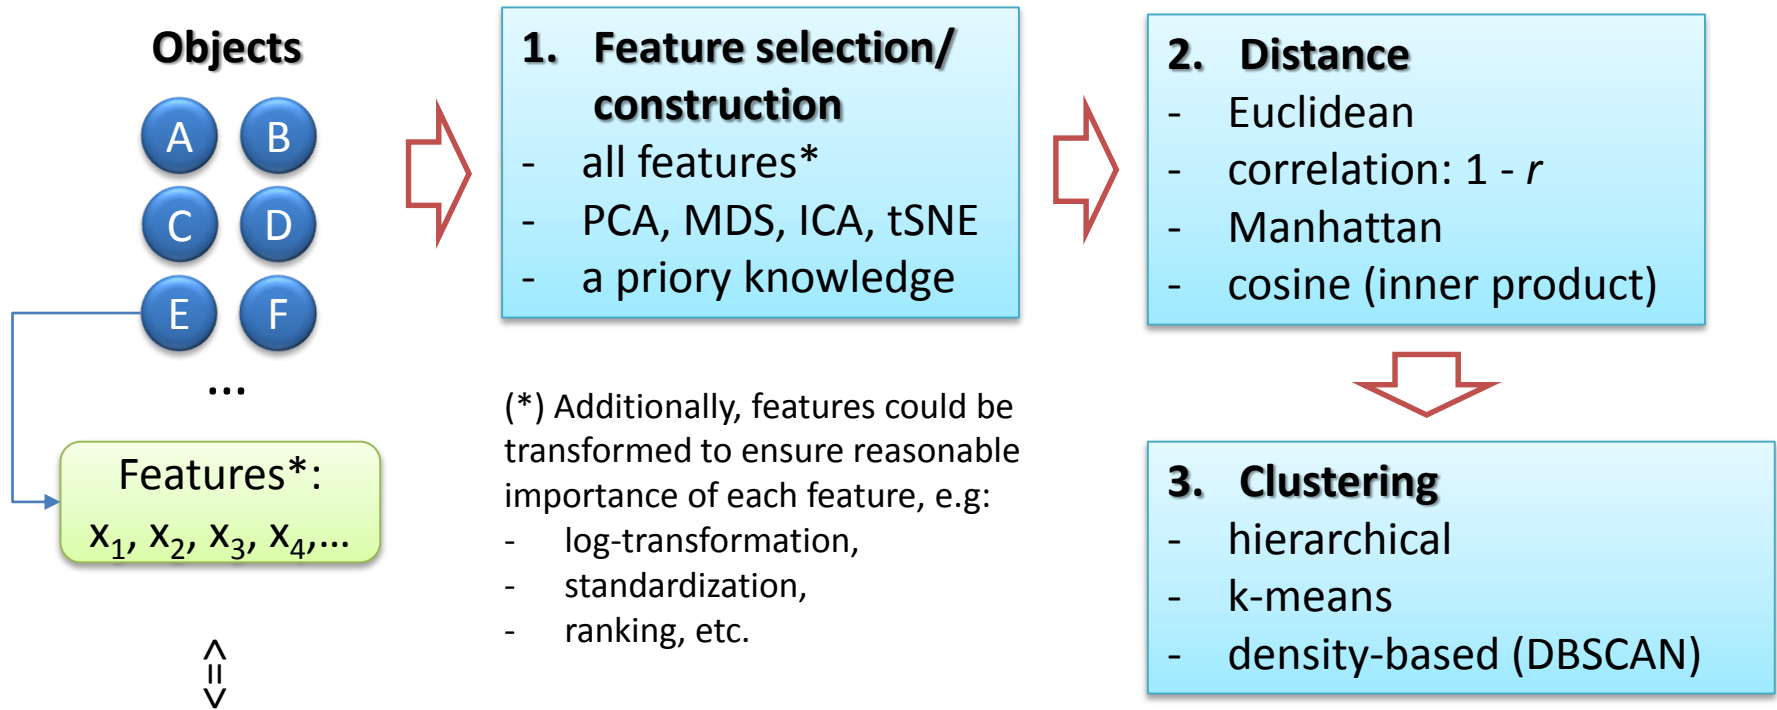 Objects
A B
C D
E F
...
Features*:
x1, x2, x3, x4,...
<=>
1. Feature selection/
construction
- all features*
- PCA, MDS, ICA, tSNE
- a priory knowledge
(*) Additionally, features could be
transformed to ensure reasonable
importance of each feature, e.g:
- log-transformation,
- standardization,
- ranking, etc.
2. Distance
- Euclidean
- correlation: 1 - r
- Manhattan
- cosine (inner product)
3. Clustering
- hierarchical
- k-means
- density-based (DBSCAN)